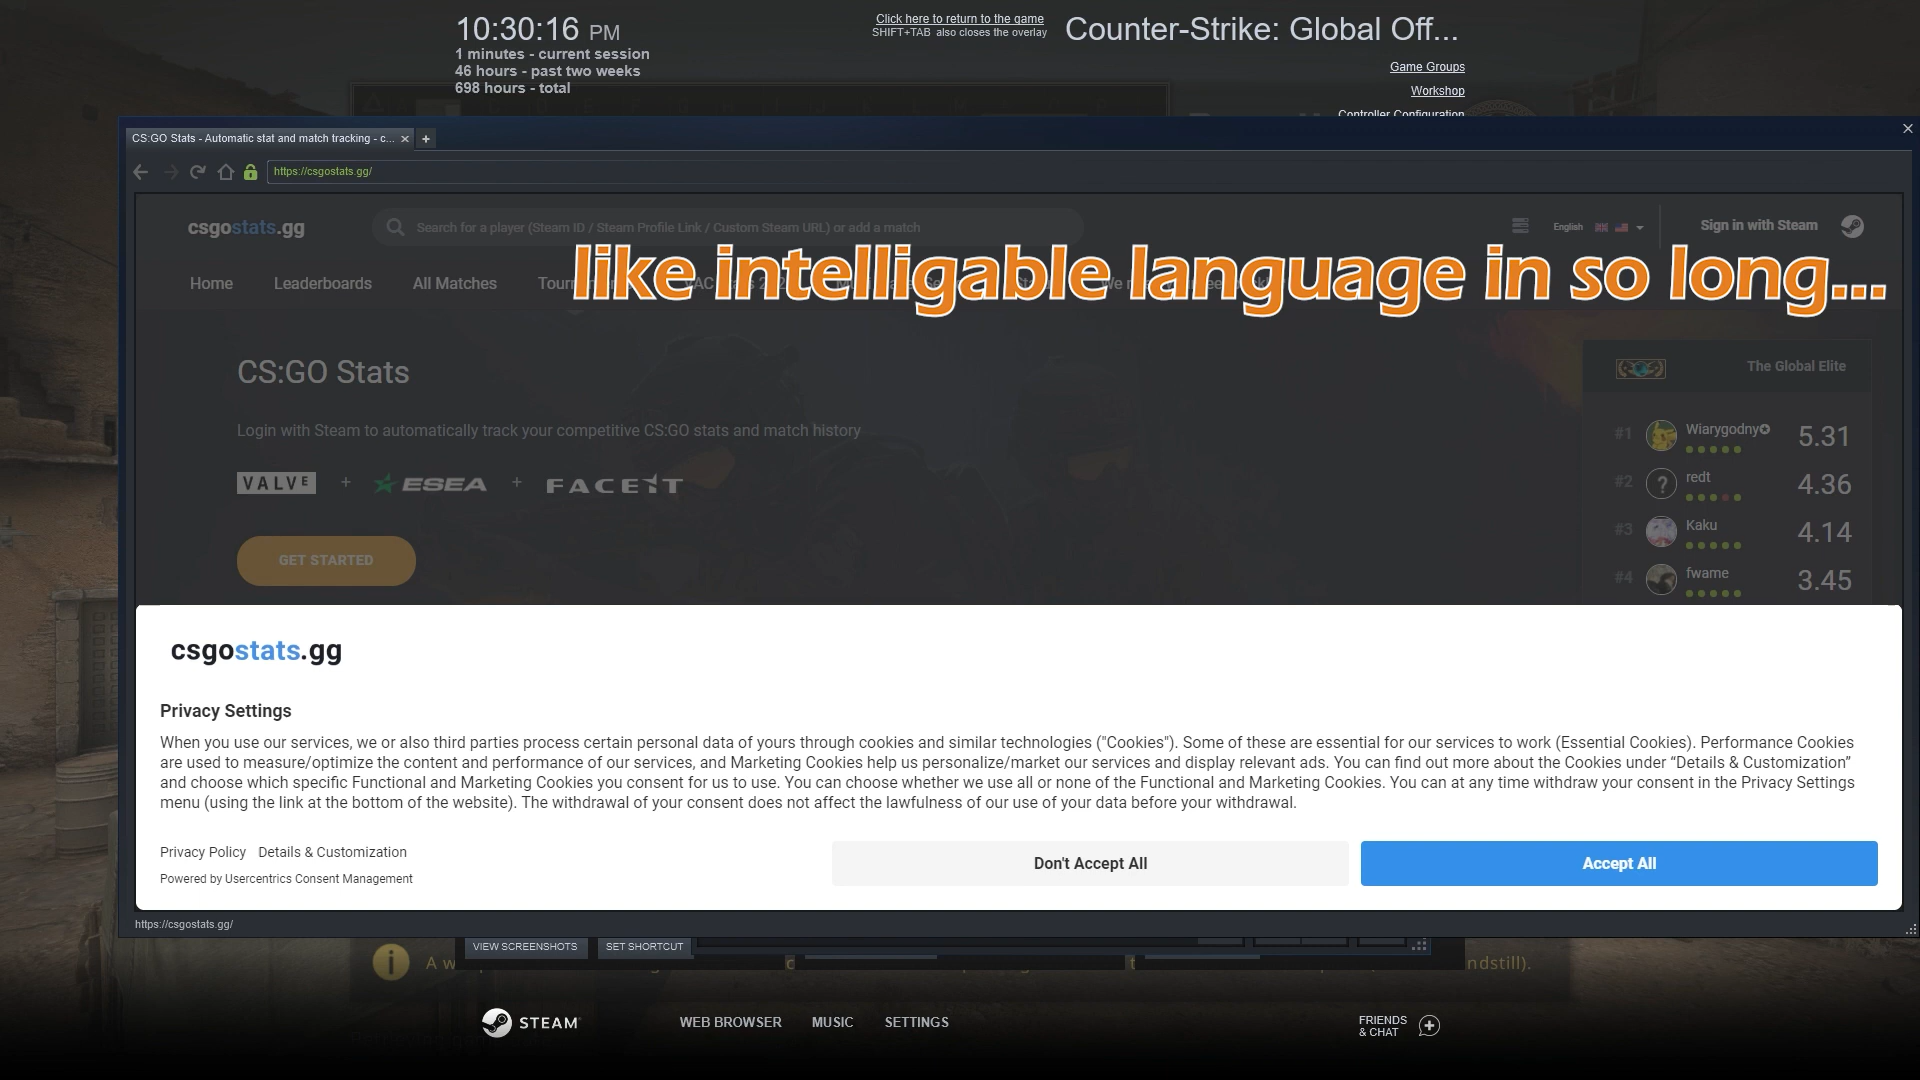 10:30:16 PM
1 minutes - current session
46 hours - past two weeks
698 hours - total
Click here to return to the game
SHIFT+TAB also closes the overlay
Counter-Strike: Global Off...
Game Groups
Workshop
Controller Configuration
CS:GO Stats - Automatic stat and match tracking - c...
https://csgostats.gg/
csgostats.gg
Search for a player (Steam ID / Steam Profile Link / Custom Steam URL) or add a match
English
Sign in with Steam
like intelligable language in so long...
Home Leaderboards All Matches
CS:GO Stats
Login with Steam to automatically track your competitive CS:GO stats and match history
VALVE + ESEA + FACEIT
GET STARTED
The Global Elite
#1 Wiarygodny✪ 5.31
#2 redt 4.36
#3 Kaku 4.14
#4 fwame 3.45
csgostats.gg
Privacy Settings
When you use our services, we or also third parties process certain personal data of yours through cookies and similar technologies ("Cookies"). Some of these are essential for our services to work (Essential Cookies). Performance Cookies
are used to measure/optimize the content and performance of our services, and Marketing Cookies help us personalize/market our services and display relevant ads. You can find out more about the Cookies under “Details & Customization”
and choose which specific Functional and Marketing Cookies you consent for us to use. You can choose whether we use all or none of the Functional and Marketing Cookies. You can at any time withdraw your consent in the Privacy Settings
menu (using the link at the bottom of the website). The withdrawal of your consent does not affect the lawfulness of our use of your data before your withdrawal.
Privacy Policy Details & Customization
Powered by Usercentrics Consent Management
Don't Accept All
Accept All
https://csgostats.gg/
VIEW SCREENSHOTS SET SHORTCUT
A w
ndstill).
STEAM
WEB BROWSER MUSIC SETTINGS
FRIENDS
& CHAT